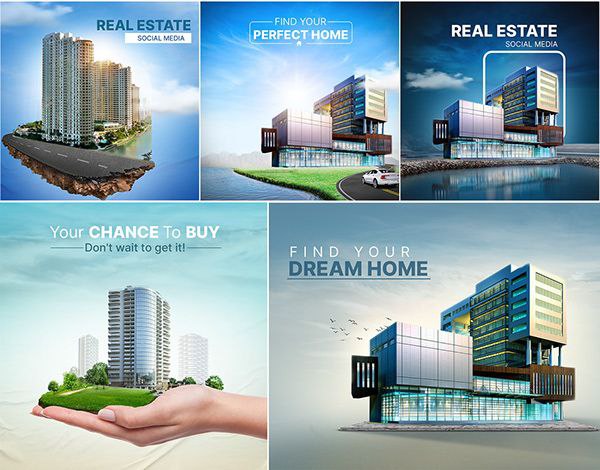 REAL ESTATE
SOCIAL MEDIA
FIND YOUR
PERFECT HOME
REAL ESTATE
SOCIAL MEDIA
Your CHANCE To BUY
Don't wait to get it!
FIND YOUR
DREAM HOME